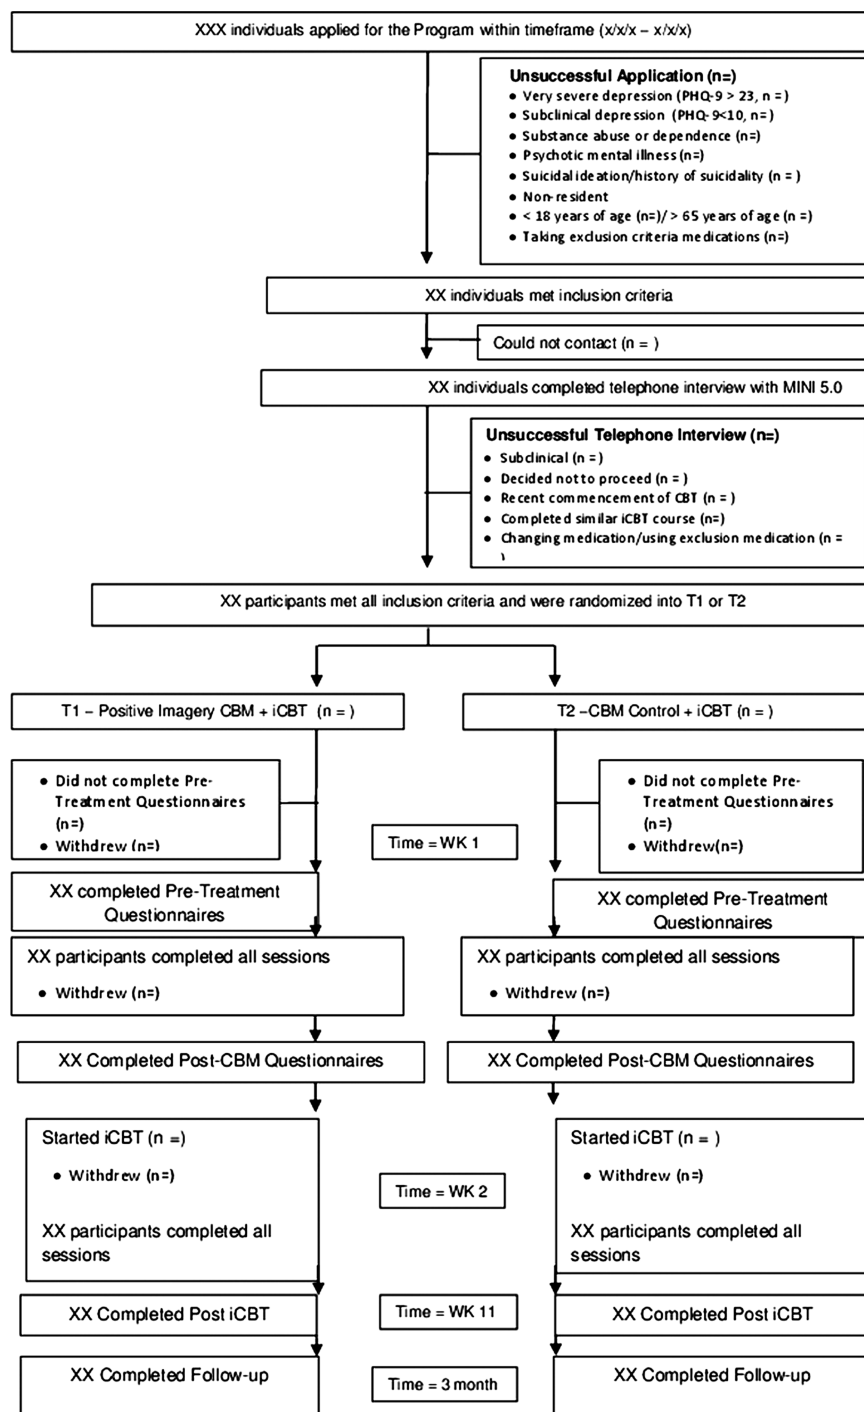 XXX individuals applied for the Program within timeframe (x/x/x – x/x/x)
Unsuccessful Application (n=)
• Very severe depression (PHQ-9 > 23, n =)
• Subclinical depression (PHQ-9<10, n=)
• Substance abuse or dependence (n=)
• Psychotic mental illness (n=)
• Suicidal ideation/history of suicidality (n = )
• Non-resident
• < 18 years of age (n=)/ > 65 years of age (n =)
• Taking exclusion criteria medications (n=)
XX individuals met inclusion criteria
Could not contact (n = )
XX individuals completed telephone interview with MINI 5.0
Unsuccessful Telephone Interview (n=)
• Subclinical (n =)
• Decided not to proceed (n = )
• Recent commencement of CBT (n = )
• Completed similar iCBT course (n=)
• Changing medication/using exclusion medication (n =
)
XX participants met all inclusion criteria and were randomized into T1 or T2
T1 – Positive Imagery CBM + iCBT (n = )
T2 –CBM Control + iCBT (n = )
• Did not complete Pre-
Treatment Questionnaires
(n=)
• Withdrew (n=)
• Did not complete Pre-
Treatment Questionnaires
(n=)
• Withdrew(n=)
Time = WK 1
XX completed Pre-Treatment
Questionnaires
XX completed Pre-Treatment
Questionnaires
XX participants completed all sessions
• Withdrew (n=)
XX participants completed all sessions
• Withdrew (n=)
XX Completed Post-CBM Questionnaires
XX Completed Post-CBM Questionnaires
Started iCBT (n =)
• Withdrew (n=)
XX participants completed all
sessions
Time = WK 2
Started iCBT (n = )
• Withdrew (n=)
XX participants completed all
sessions
XX Completed Post iCBT
Time = WK 11
XX Completed Post iCBT
XX Completed Follow-up
Time = 3 month
XX Completed Follow-up